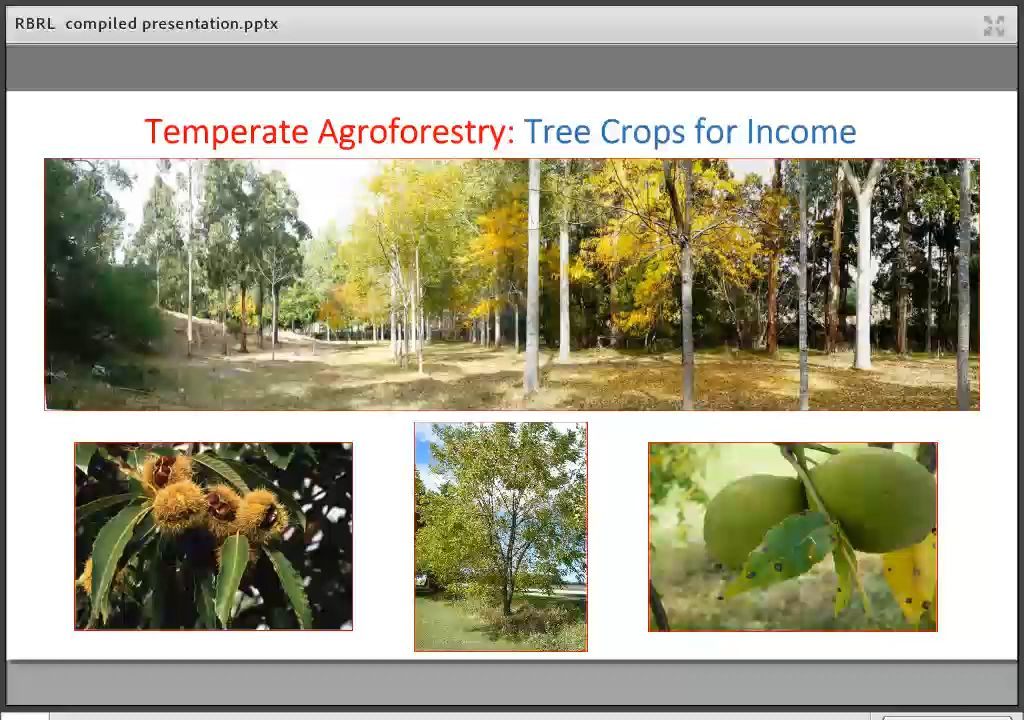 RBRL compiled presentation.pptx
Temperate Agroforestry: Tree Crops for Income